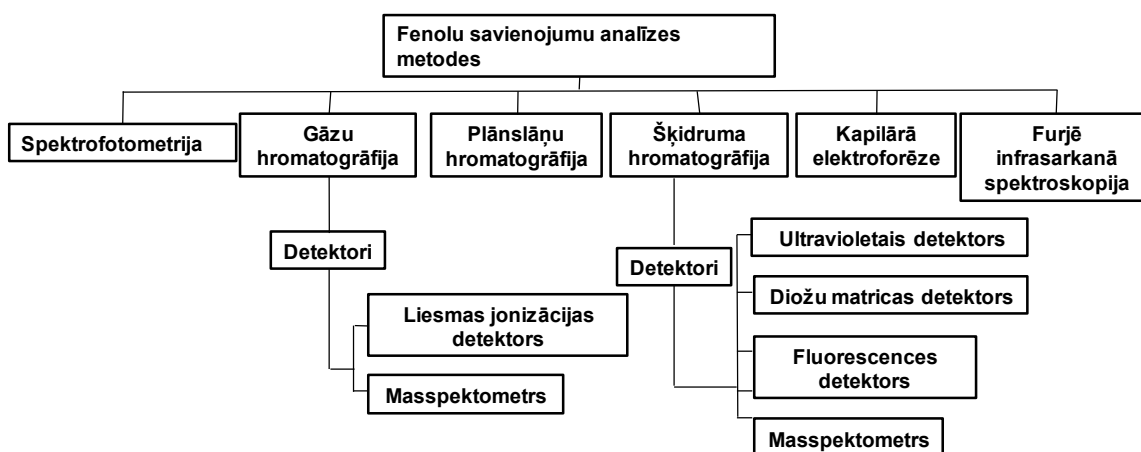 Fenolu savienojumu analīzes
metodes
Spektrofotometrija
Gāzu
hromatogrāfija
Plānslāņu
hromatogrāfija
Šķidruma
hromatogrāfija
Kapilārā
elektroforēze
Furjē
infrasarkanā
spektroskopija
Detektori
Liesmas jonizācijas
detektors
Masspektometrs
Detektori
Ultravioletais detektors
Diožu matricas detektors
Fluorescences
detektors
Masspektometrs